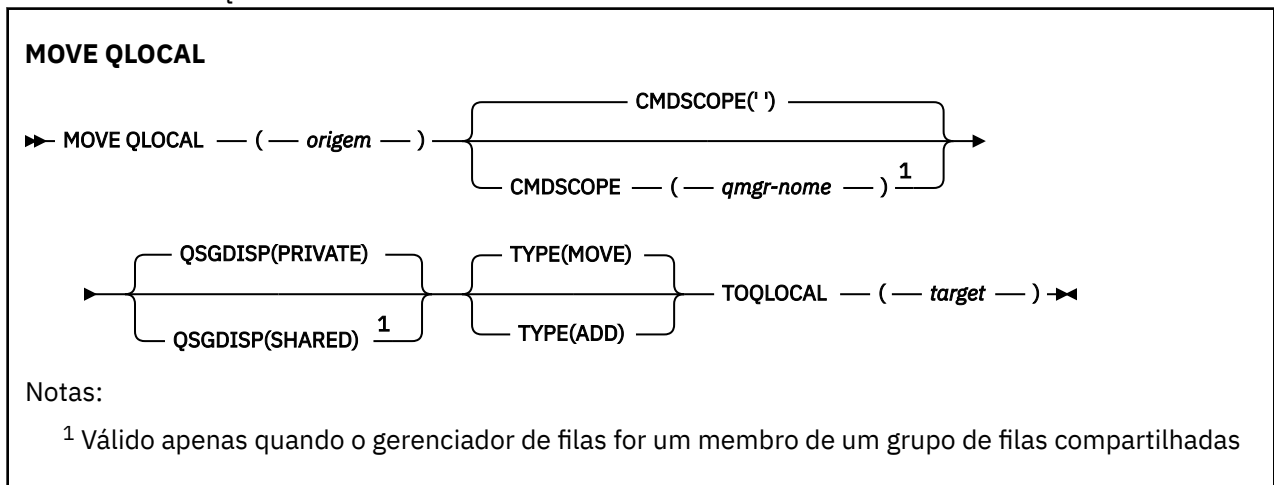 MOVE QLOCAL
CMDSCOPE(' ')
MOVE QLOCAL ( origem )
CMDSCOPE ( qmgr-nome ) 1
QSGDISP(PRIVATE) TYPE(MOVE)
TOQLOCAL ( target )
QSGDISP(SHARED) 1 TYPE(ADD)
Notas:
1 Válido apenas quando o gerenciador de filas for um membro de um grupo de filas compartilhadas